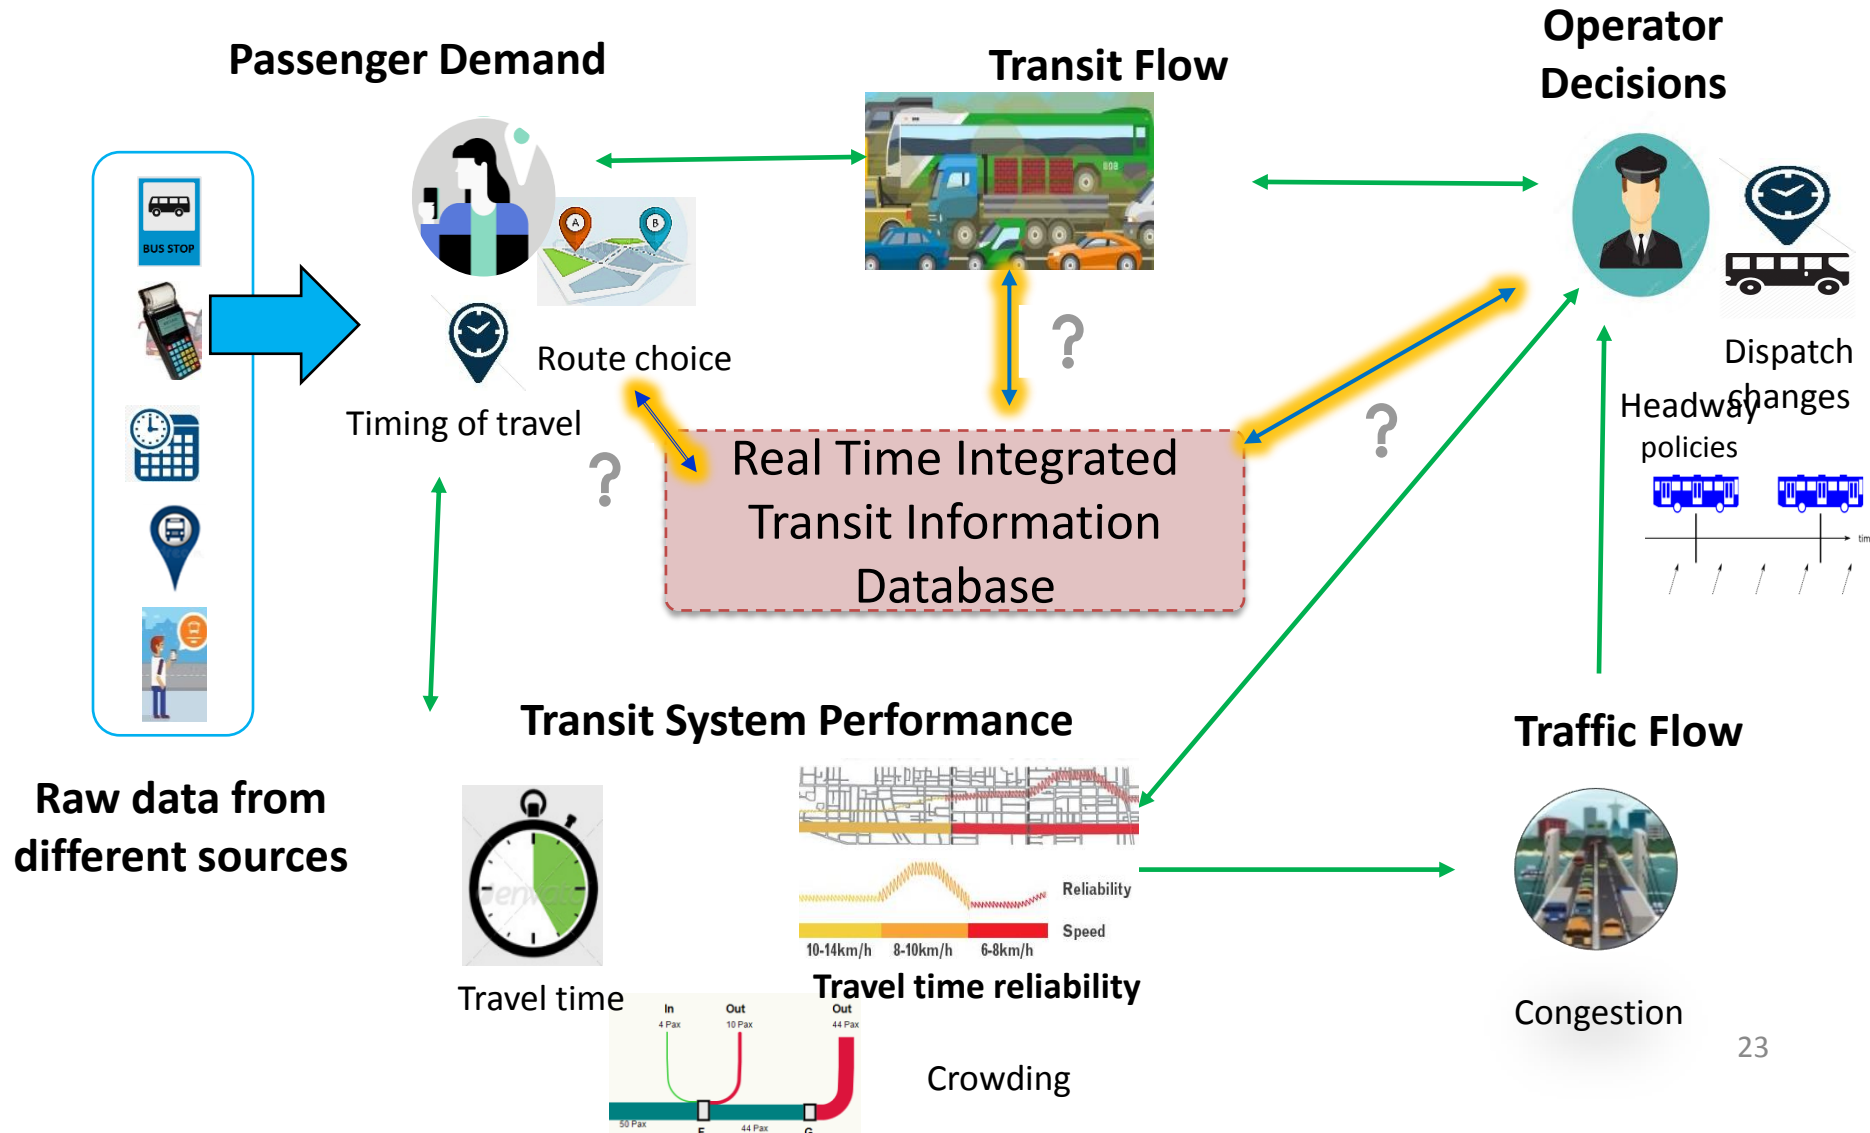 Passenger Demand
Transit Flow
Operator
Decisions
BUS STOP
A
B
Route choice
Timing of travel
?
?
?
Dispatch
changes
Headway
policies
Real Time Integrated
Transit Information
Database
Transit System Performance
Traffic Flow
Raw data from
different sources
Reliability
Speed
10-14km/h 8-10km/h 6-8km/h
Travel time reliability
Travel time
In Out Out
4 Pax 10 Pax 44 Pax
50 Pax 44 Pax
Crowding
Congestion
23